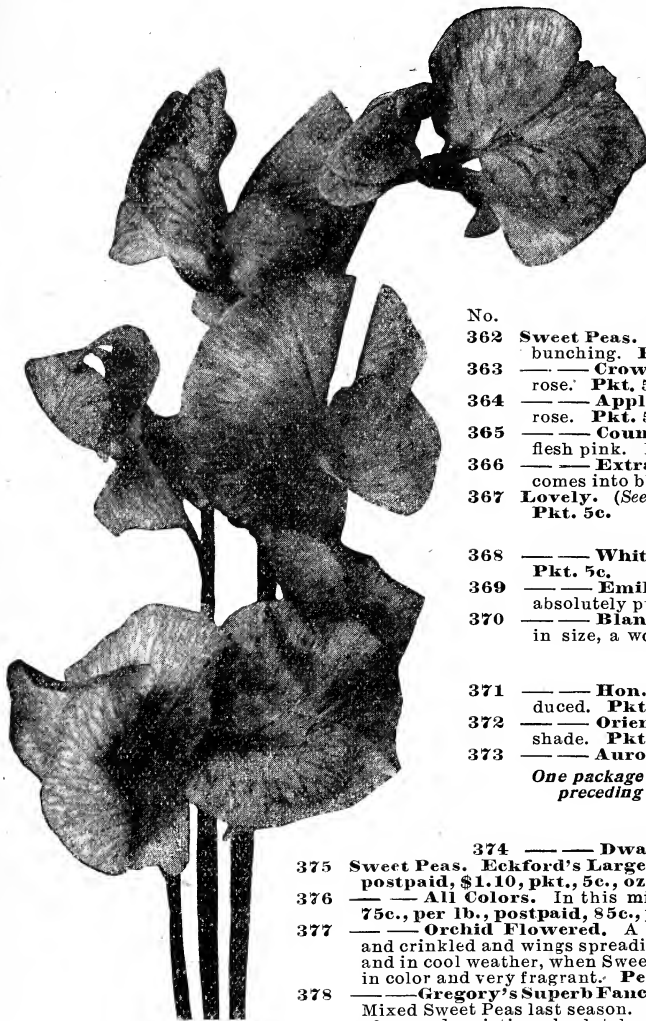 No.
362 Sweet Peas.
bunching.
363 — — Crow
rose. Pkt. 5
364 — — Appl
rose. Pkt. 5
365 — — Coun
flesh pink.
366 — — Extra
comes into b
367 Lovely. (See
Pkt. 5c.
368 — — Whit
Pkt. 5c.
369 — — Emil
absolutely p
370 — — Blan
in size, a wo
371 — — Hon.
duced. Pkt
372 — — Orien
shade. Pkt
373 — — Auro
One package
preceding
374 — — Dwa
375 Sweet Peas. Eckford's Large
postpaid, $1.10, pkt., 5c., oz
376 — — All Colors. In this mi
75c., per lb., postpaid, 85c.,
377 — — Orchid Flowered. A
and crinkled and wings spreadi
and in cool weather, when Swee
in color and very fragrant. Pe
378 — — Gregory's Superb Fanc
Mixed Sweet Peas last season.